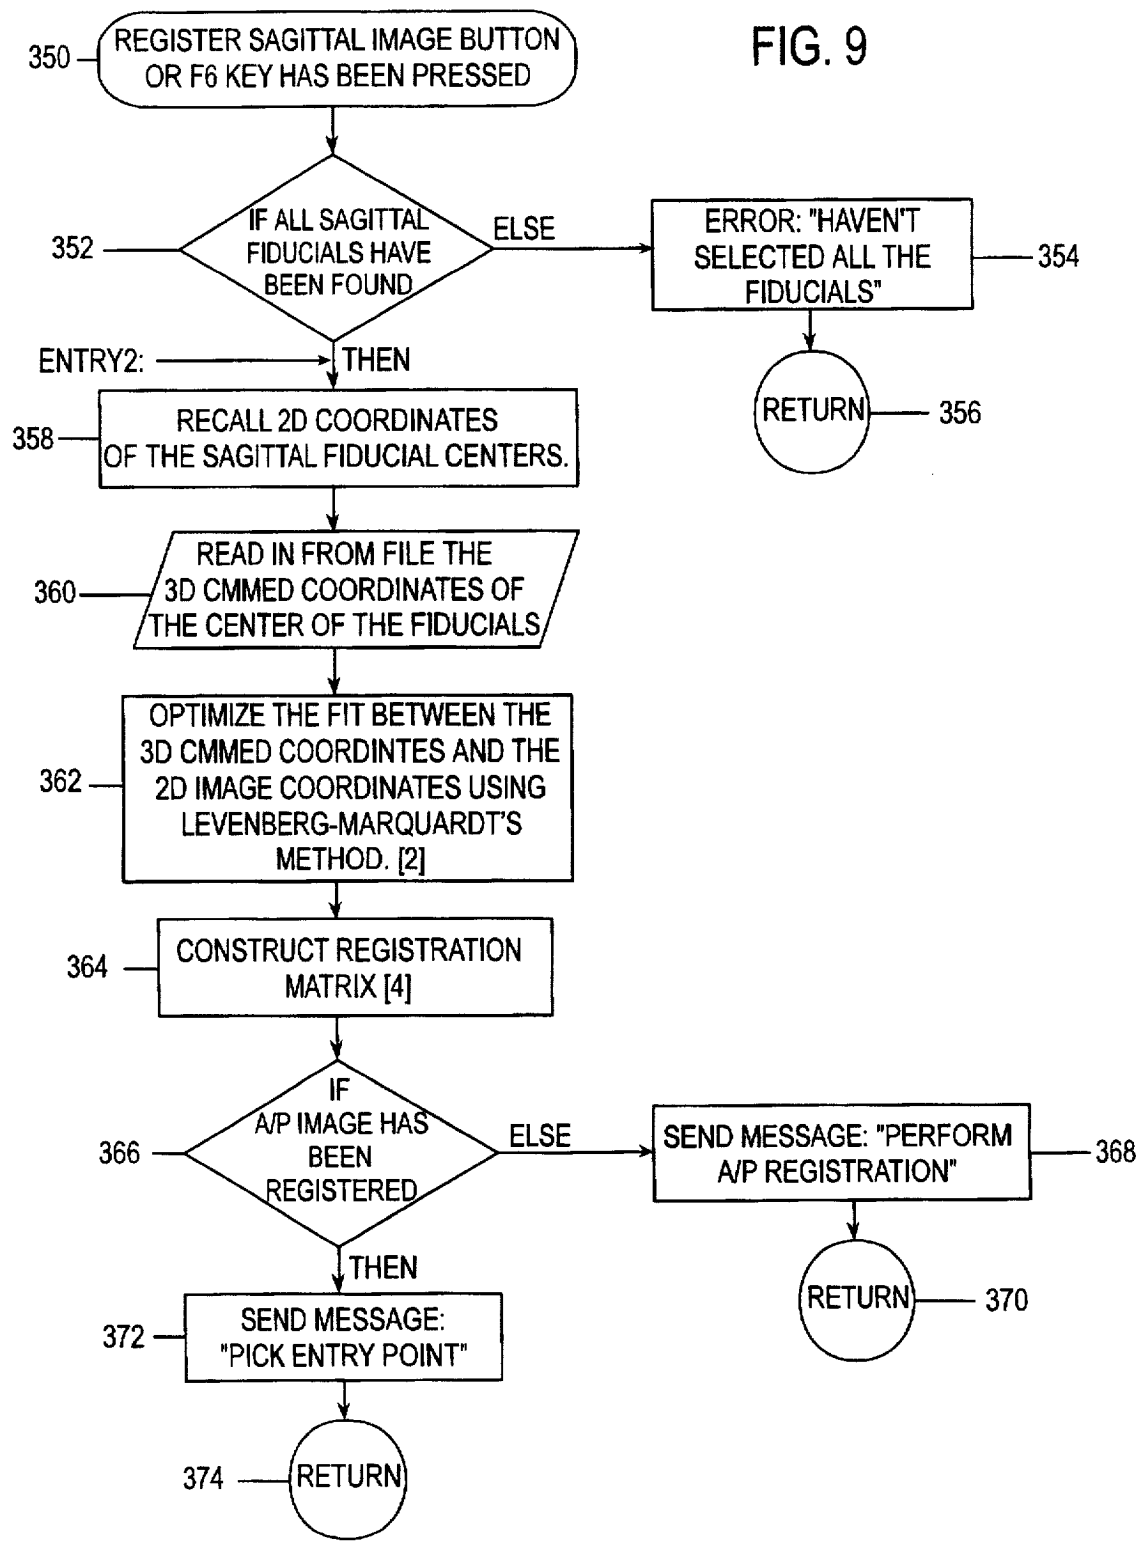 FIG. 9
350
REGISTER SAGITTAL IMAGE BUTTON
OR F6 KEY HAS BEEN PRESSED
352
IF ALL SAGITTAL
FIDUCIALS HAVE
BEEN FOUND
ELSE
ERROR: "HAVEN'T
SELECTED ALL THE
FIDUCIALS"
354
RETURN
356
ENTRY2:
THEN
358
RECALL 2D COORDINATES
OF THE SAGITTAL FIDUCIAL CENTERS.
360
READ IN FROM FILE THE
3D CMMED COORDINATES OF
THE CENTER OF THE FIDUCIALS
362
OPTIMIZE THE FIT BETWEEN THE
3D CMMED COORDINTES AND THE
2D IMAGE COORDINATES USING
LEVENBERG-MARQUARDT'S
METHOD. [2]
364
CONSTRUCT REGISTRATION
MATRIX [4]
366
IF
A/P IMAGE HAS
BEEN
REGISTERED
ELSE
SEND MESSAGE: "PERFORM
A/P REGISTRATION"
368
RETURN
370
THEN
372
SEND MESSAGE:
"PICK ENTRY POINT"
374
RETURN